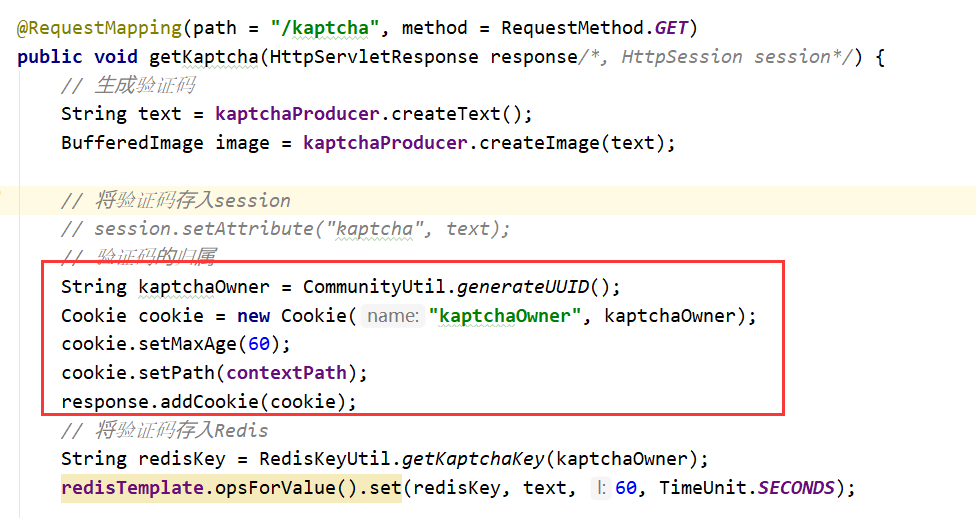 @RequestMapping(path = "/kaptcha", method = RequestMethod.GET)
public void getKaptcha(HttpServletResponse response/*, HttpSession session*/) {
// 生成验证码
String text = kaptchaProducer.createText();
BufferedImage image = kaptchaProducer.createImage(text);
// 将验证码存入session
// session.setAttribute("kaptcha", text);
// 验证码的归属
String kaptchaOwner = CommunityUtil.generateUUID();
Cookie cookie = new Cookie( name: "kaptchaOwner", kaptchaOwner);
cookie.setMaxAge(60);
cookie.setPath(contextPath);
response.addCookie(cookie);
// 将验证码存入Redis
String redisKey = RedisKeyUtil.getKaptchaKey(kaptchaOwner);
redisTemplate.opsForValue().set(redisKey, text, l: 60, TimeUnit.SECONDS);